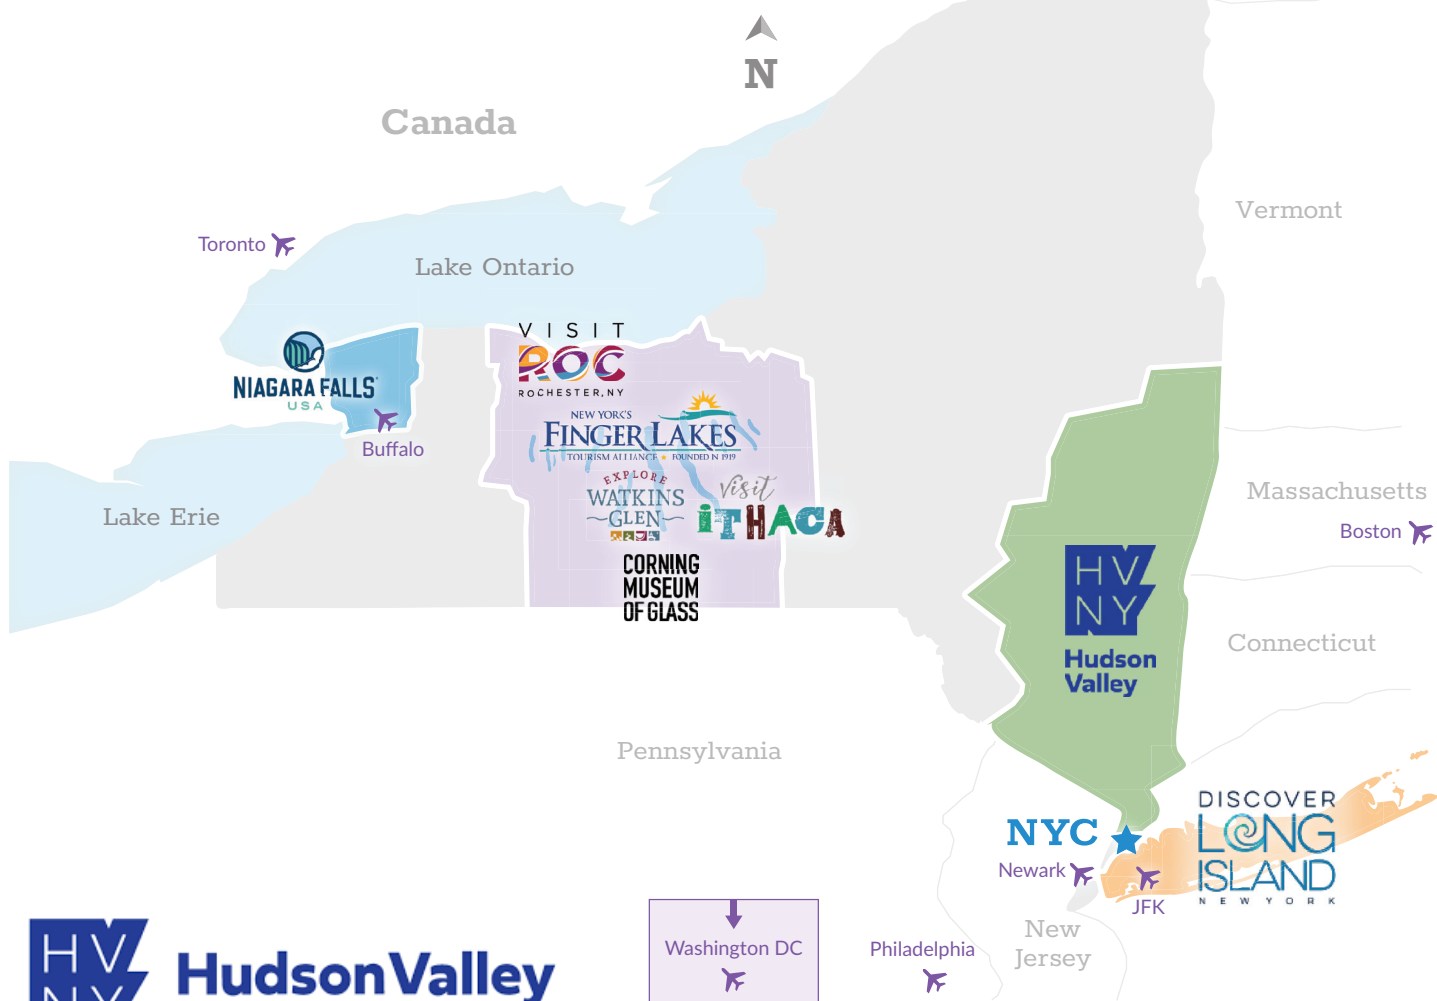 N
Canada
Vermont
Toronto
Lake Ontario
VISIT
ROC
ROCHESTER, NY
NIAGARA FALLS
USA
NEW YORK'S
FINGER LAKES
TOURISM ALLIANCE • FOUNDED IN 1919
Buffalo
EXPLORE
WATKINS
GLEN
visit
ITHACA
Massachusetts
Lake Erie
Boston
CORNING
MUSEUM
OF GLASS
HV
NY
Hudson
Valley
Connecticut
Pennsylvania
DISCOVER
LONG
ISLAND
NEW YORK
NYC
Newark
JFK
New
Jersey
Washington DC
Philadelphia
HV
NY
Hudson Valley